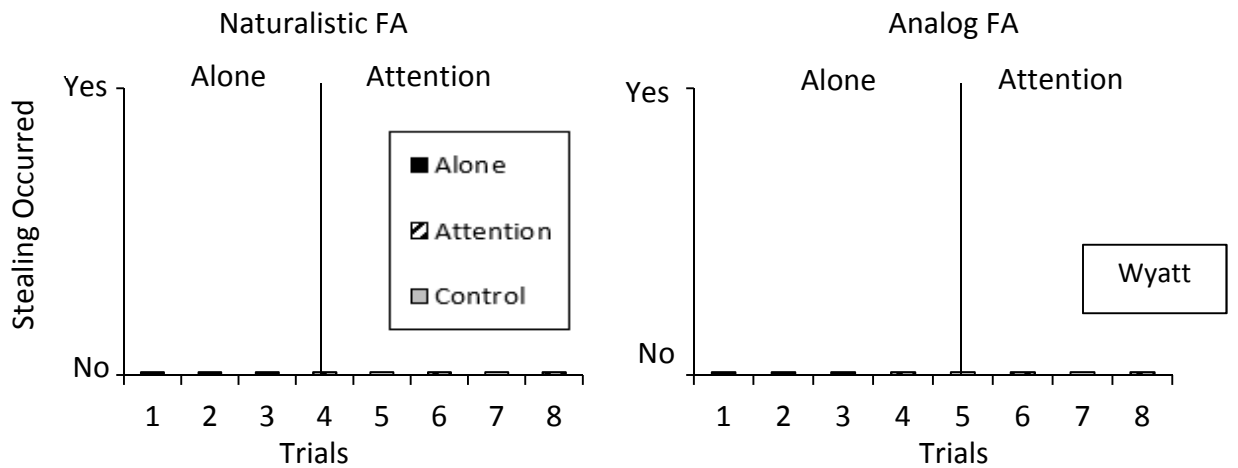 Naturalistic FA
Alone Attention
Yes
Stealing Occurred
Alone
Attention
Control
No
1 2 3 4 5 6 7 8
Trials
Analog FA
Alone Attention
Yes
Wyatt
No
1 2 3 4 5 6 7 8
Trials